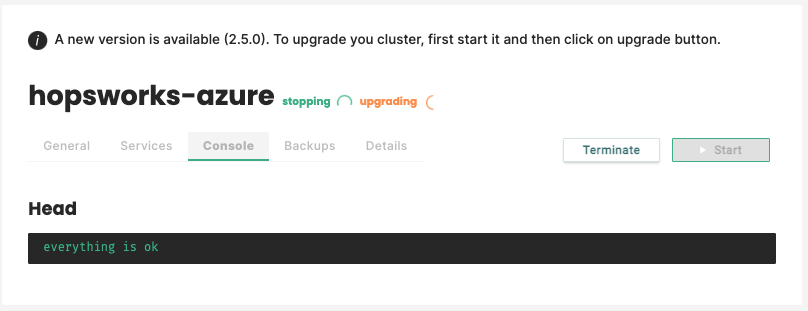 A new version is available (2.5.0). To upgrade you cluster, first start it and then click on upgrade button.
hopsworks-azure stopping upgrading
General Services Console Backups Details Terminate Start
Head
everything is ok